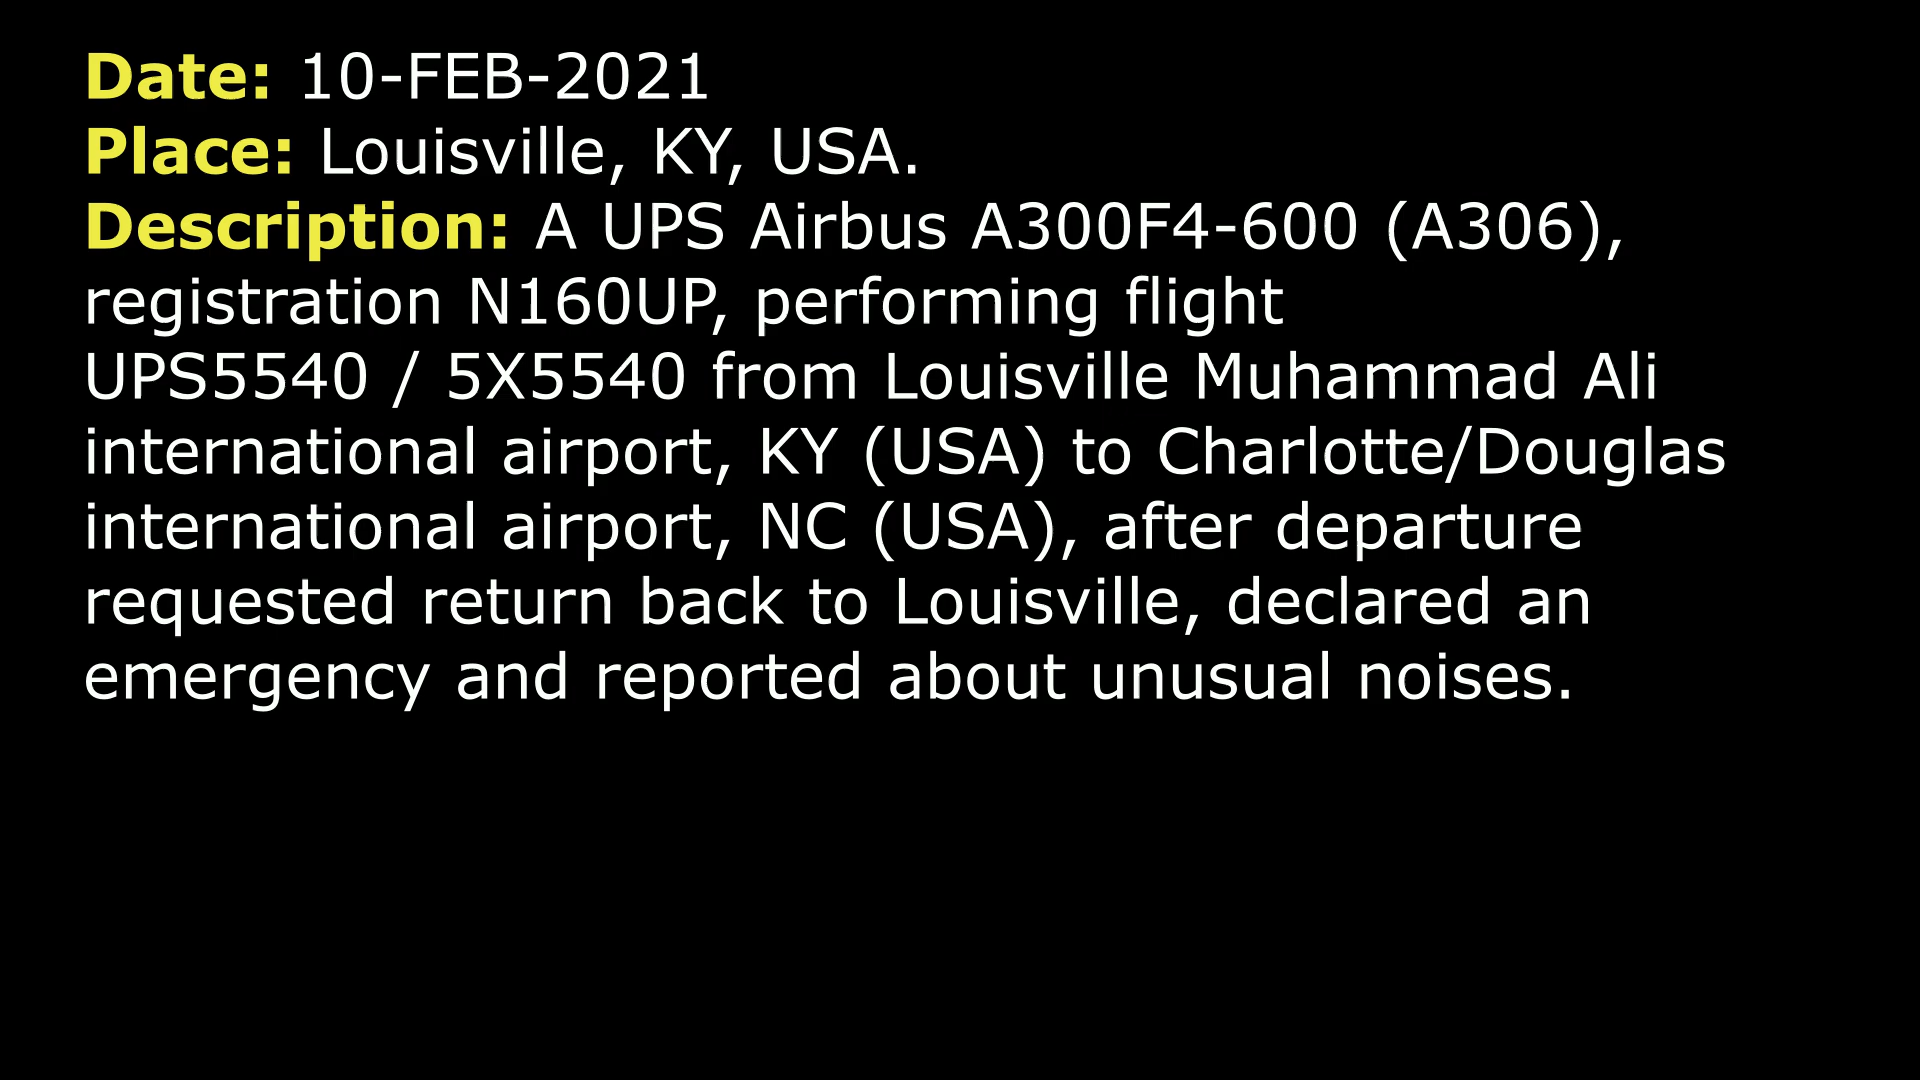 Date: 10-FEB-2021
Place: Louisville, KY, USA.
Description: A UPS Airbus A300F4-600 (A306),
registration N160UP, performing flight
UPS5540 / 5X5540 from Louisville Muhammad Ali
international airport, KY (USA) to Charlotte/Douglas
international airport, NC (USA), after departure
requested return back to Louisville, declared an
emergency and reported about unusual noises.